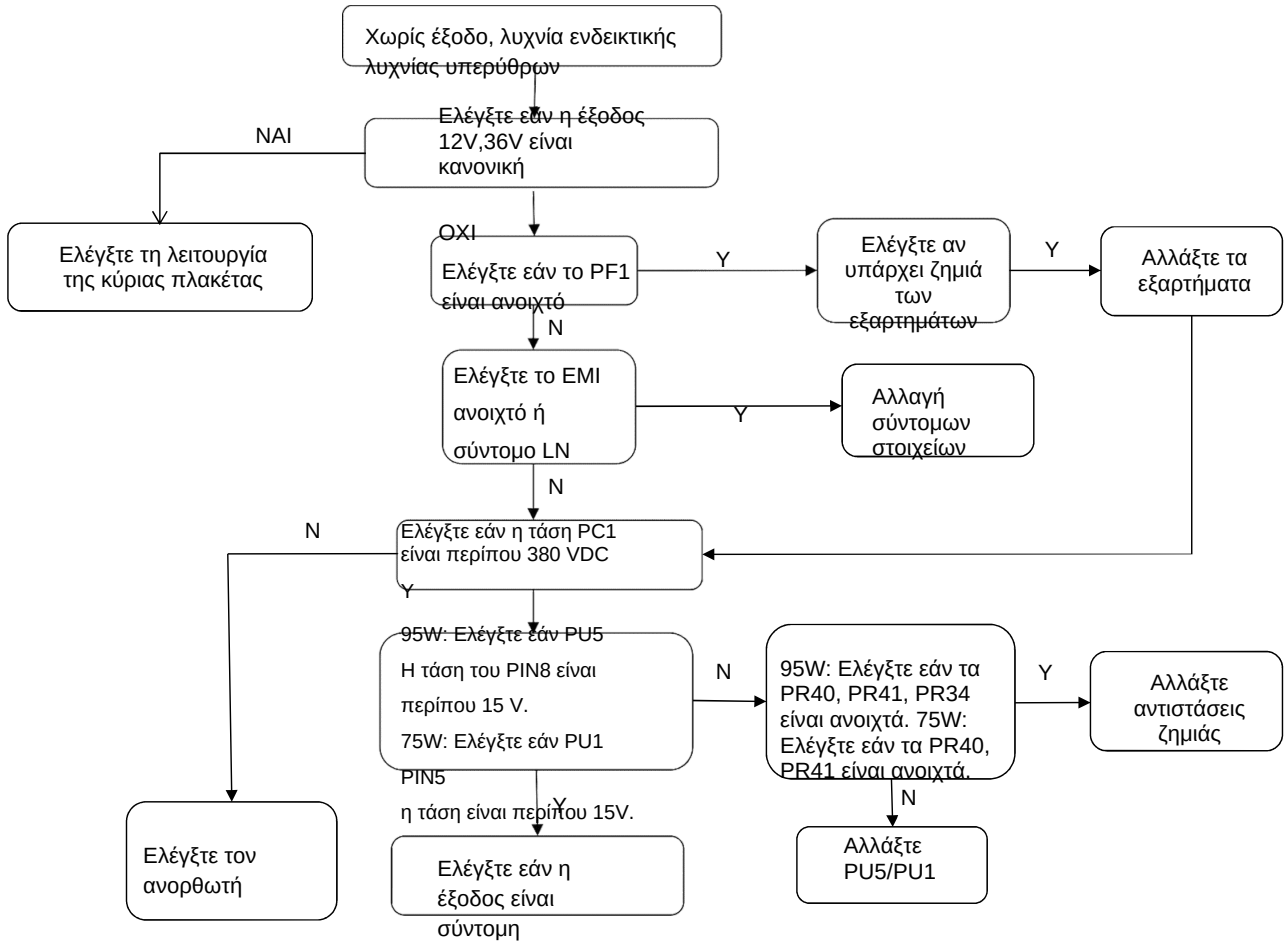 Χωρίς έξοδο, λυχνία ενδεικτικής
λυχνίας υπερύθρων
Ελέγξτε εάν η έξοδος
12V,36V είναι
κανονική
ΝΑΙ
Ελέγξτε τη λειτουργία
της κύριας πλακέτας
ΟΧΙ
Ελέγξτε εάν το PF1
είναι ανοιχτό
Y
Ελέγξτε αν
υπάρχει ζημιά
των
εξαρτημάτων
Y
Αλλάξτε τα
εξαρτήματα
N
Ελέγξτε το EMI
ανοιχτό ή
σύντομο LN
Y
Αλλαγή
σύντομων
στοιχείων
N
Ελέγξτε εάν η τάση PC1
είναι περίπου 380 VDC
Y
N
Ελέγξτε τον
ανορθωτή
95W: Ελέγξτε εάν PU5
Η τάση του PIN8 είναι
περίπου 15 V.
75W: Ελέγξτε εάν PU1
PIN5
η τάση είναι περίπου 15V.
N
95W: Ελέγξτε εάν τα
PR40, PR41, PR34
είναι ανοιχτά. 75W:
Ελέγξτε εάν τα PR40,
PR41 είναι ανοιχτά.
Y
Αλλάξτε
αντιστάσεις
ζημιάς
N
Αλλάξτε
PU5/PU1
Y
Ελέγξτε εάν η
έξοδος είναι
σύντομη